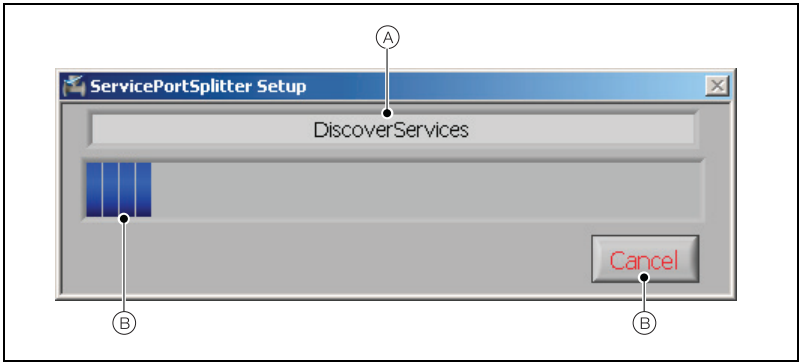 A
ServicePortSplitter Setup
DiscoverServices
Cancel
B
B